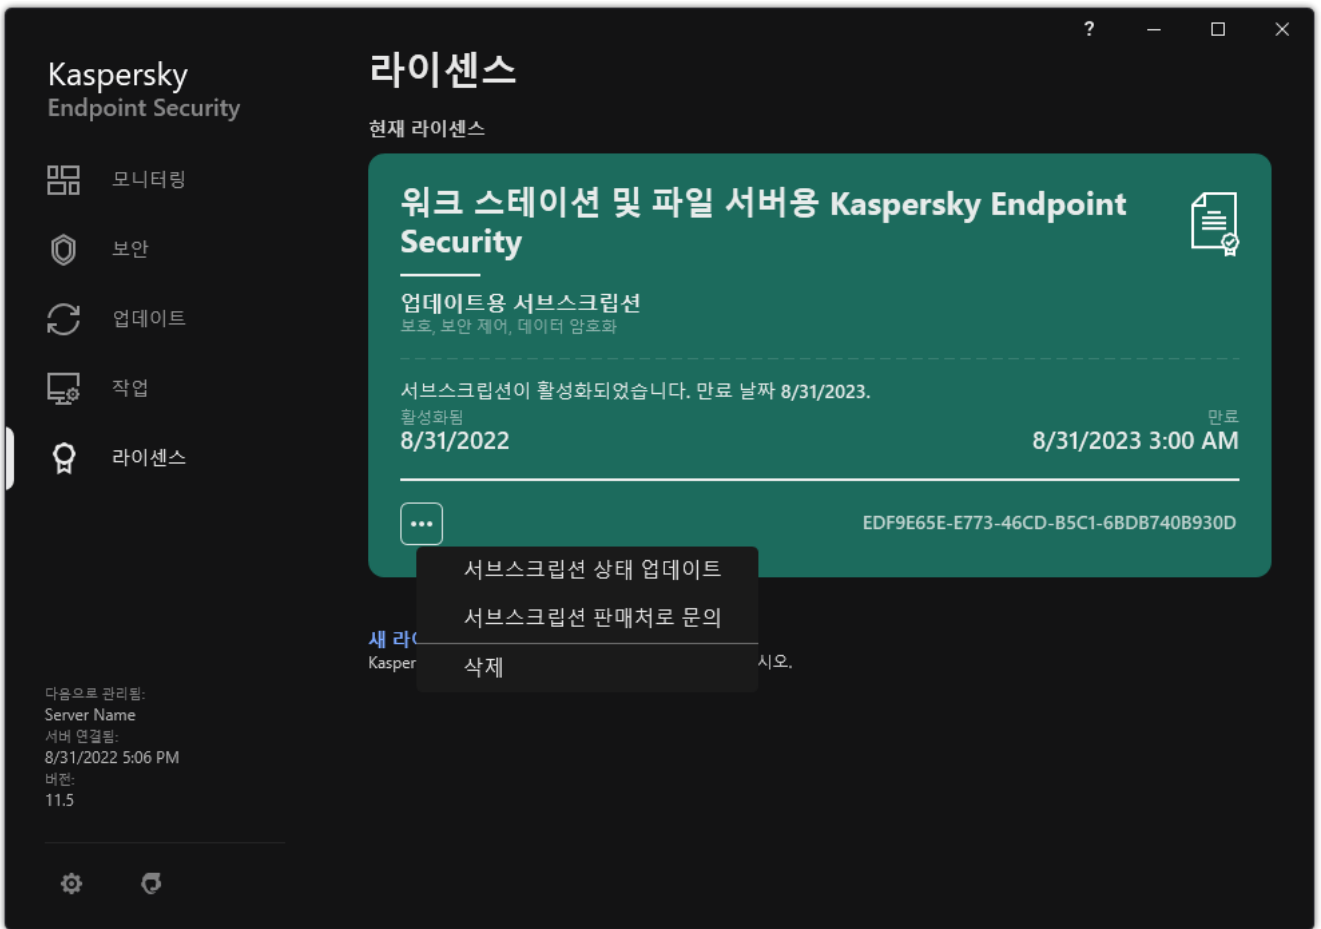 ?
Kaspersky
Endpoint Security
모니터링
보안
업데이트
작업
라이센스
다음으로 관리됨:
Server Name
서버 연결됨:
8/31/2022 5:06 PM
버전:
11.5
라이센스
현재 라이센스
워크 스테이션 및 파일 서버용 Kaspersky Endpoint
Security
업데이트용 서브스크립션
보호, 보안 제어, 데이터 암호화
서브스크립션이 활성화되었습니다. 만료 날짜 8/31/2023.
활성화됨 만료
8/31/2022 8/31/2023 3:00 AM
EDF9E65E-E773-46CD-B5C1-6BDB740B930D
서브스크립션 상태 업데이트
서브스크립션 판매처로 문의
삭제
새
Kasper 시오.